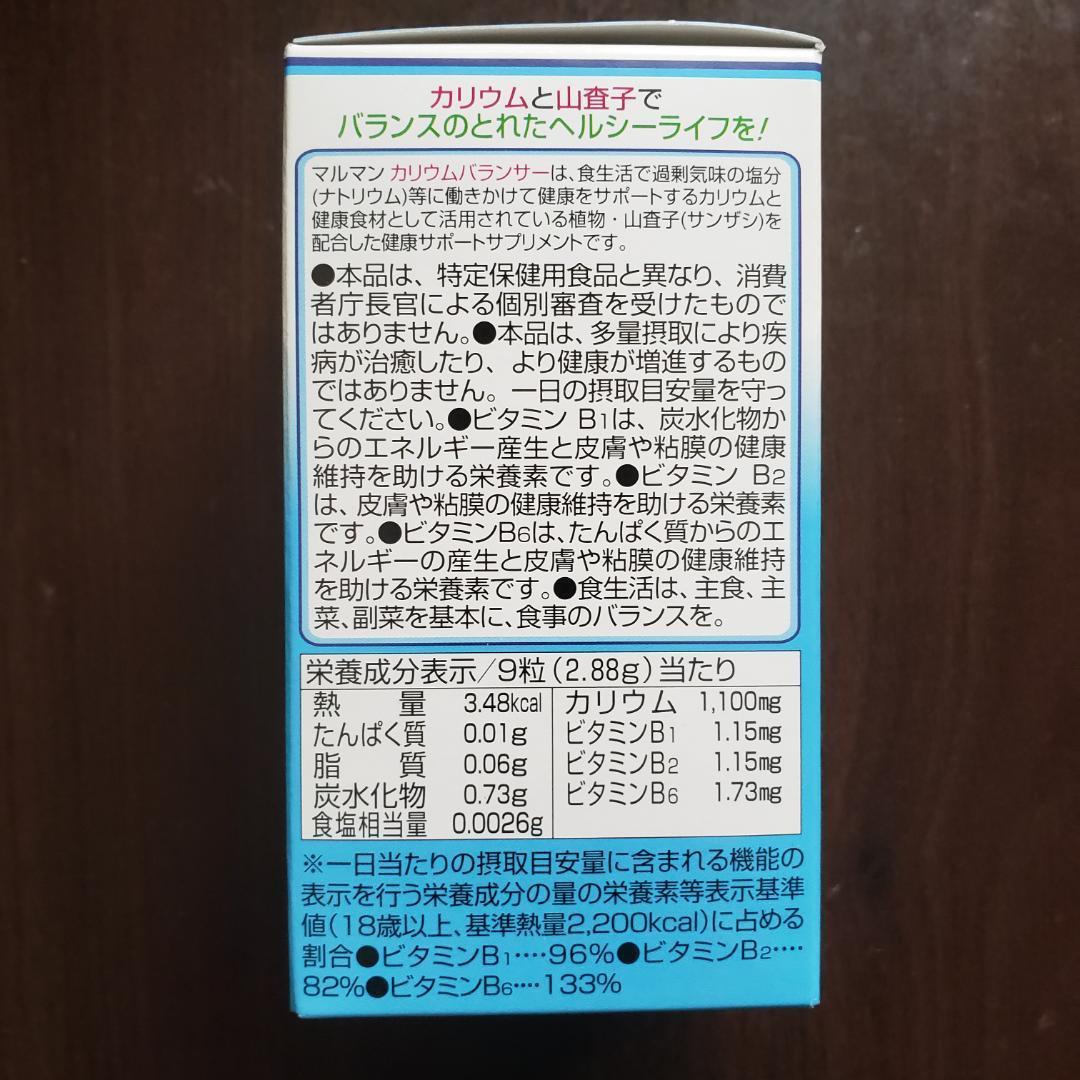 カリウムと山査子で
バランスのとれたヘルシーライフを!
マルマン カリウムバランサーは、食生活で過剰気味の塩分
(ナトリウム)等に働きかけて健康をサポートするカリウムと
健康食材として活用されている植物・山査子(サンザシ)を
配合した健康サポートサプリメントです。
●本品は、特定保健用食品と異なり、消費
者庁長官による個別審査を受けたもので
はありません。●本品は、多量摂取により疾
病が治癒したり、より健康が増進するもの
ではありません。一日の摂取目安量を守っ
てください。●ビタミン B1は、炭水化物か
らのエネルギー産生と皮膚や粘膜の健康
維持を助ける栄養素です。●ビタミン B2
は、皮膚や粘膜の健康維持を助ける栄養素
です。●ビタミンB6は、たんぱく質からのエ
ネルギーの産生と皮膚や粘膜の健康維持
を助ける栄養素です。●食生活は、主食、主
菜、副菜を基本に、食事のバランスを。
栄養成分表示/9粒(2.88g)当たり
熱量 3.48kcal カリウム 1,100mg
たんぱく質 0.01g ビタミンB1 1.15mg
脂質 0.06g ビタミンB2 1.15mg
炭水化物 0.73g ビタミンB6 1.73mg
食塩相当量 0.0026g
※一日当たりの摂取目安量に含まれる機能の
表示を行う栄養成分の量の栄養素等表示基準
値(18歳以上、基準熱量2,200kcal)に占める
割合●ビタミンB1‥‥96%●ビタミンB2‥‥
82%●ビタミンB6‥‥133%